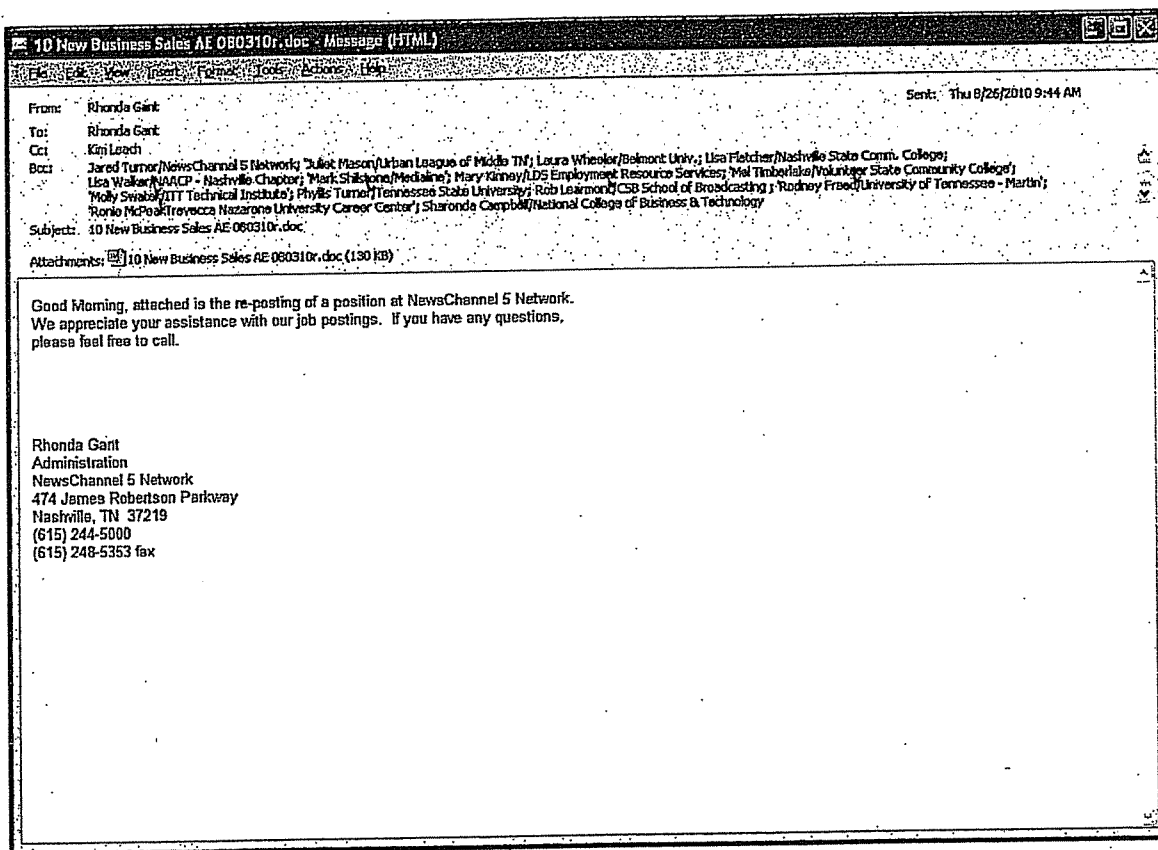 10 New Business Sales AE 080310r.doc - Message (HTML)
File Edit View Insert Format Tools Actions Help
From: Rhonda Gant
Sent: Thu 8/26/2010 9:44 AM
To: Rhonda Gant
Cc: Kim Leach
Bcc: Jared Turner/NewsChannel 5 Network; 'Juliet Mason/Urban League of Middle TN'; Laura Wheeler/Belmont Univ.; Lisa Fletcher/Nashville State Comm. College;
Lisa Walker/NAACP - Nashville Chapter; 'Mark Shilstone/Medialine'; Mary Kinney/LDS Employment Resource Services; 'Mel Timberlake/Volunteer State Community College';
'Molly /ITT Technical Institute'; Phyllis Turner/Tennessee State University; Rob Learmont/CSB School of Broadcasting ; 'Rodney Freed/University of Tennessee - Martin';
'Ronie McPeak/Trevecca Nazarene University Career Center'; Sharonda Campbell/National College of Business & Technology
Subject: 10 New Business Sales AE 080310r.doc
Attachments: 10 New Business Sales AE 080310r.doc (130 KB)
Good Morning, attached is the re-posting of a position at NewsChannel 5 Network.
We appreciate your assistance with our job postings. If you have any questions,
please feel free to call.
Rhonda Gant
Administration
NewsChannel 5 Network
474 James Robertson Parkway
Nashville, TN 37219
(615) 244-5000
(615) 248-5353 fax